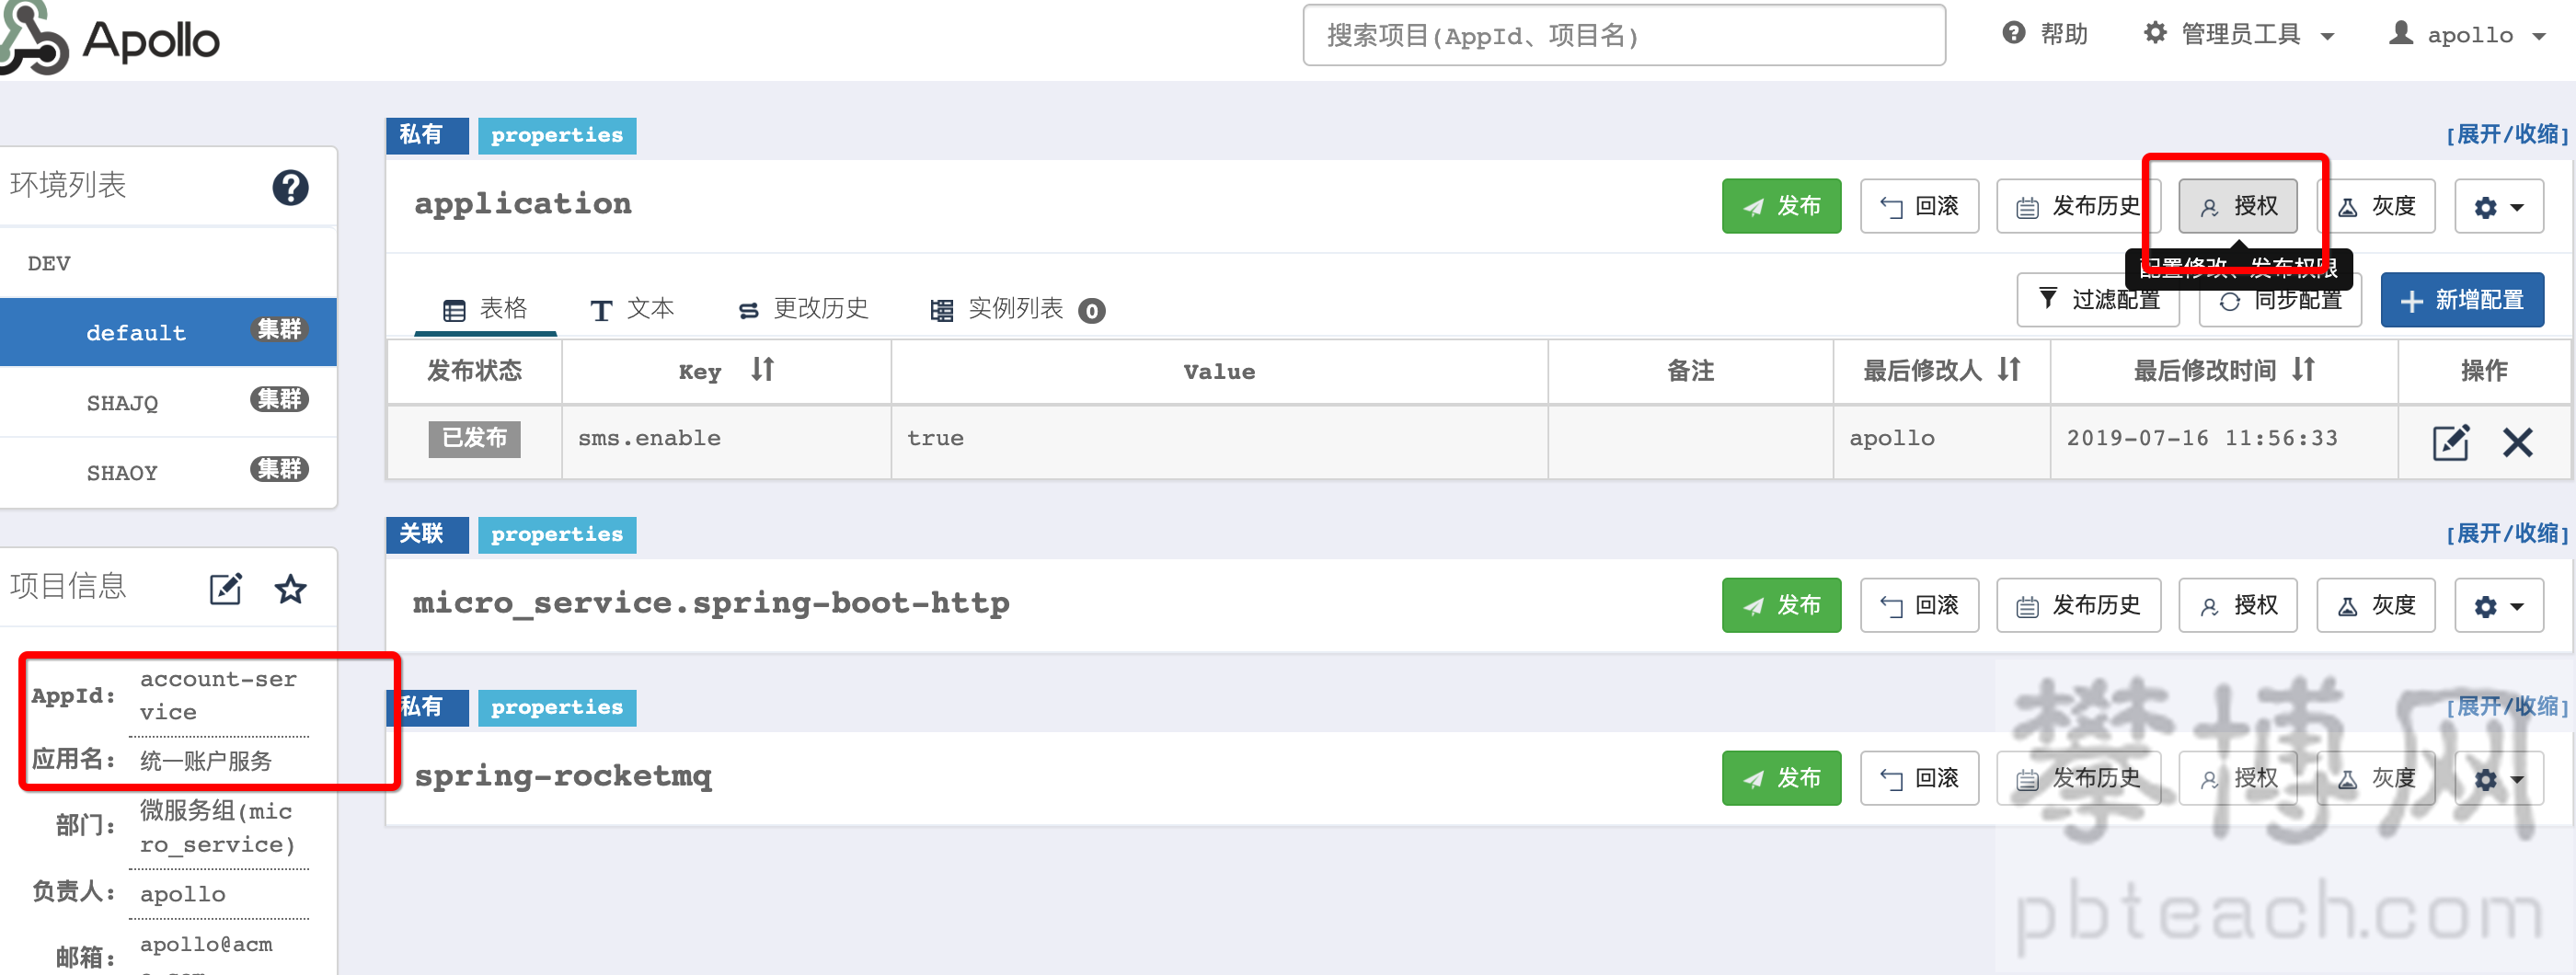 Apollo
搜索项目(AppId、项目名)
帮助
管理员工具
apollo
环境列表
DEV
default 集群
SHAJQ 集群
SHAOY 集群
项目信息
AppId: account-ser
vice
应用名: 统一账户服务
部门: 微服务组(mic
ro_service)
负责人: apollo
邮箱: apollo@acm
私有 properties [展开/收缩]
application 发布 回滚 发布历史 授权 灰度
配置修改、发布权限
表格 文本 更改历史 实例列表 0 过滤配置 同步配置 新增配置
发布状态 Key Value 备注 最后修改人 最后修改时间 操作
已发布 sms.enable true apollo 2019-07-16 11:56:33
关联 properties [展开/收缩]
micro_service.spring-boot-http 发布 回滚 发布历史 授权 灰度
私有 properties [展开/收缩]
spring-rocketmq 发布 回滚 发布历史 授权 灰度
攀博网
pbteach.com